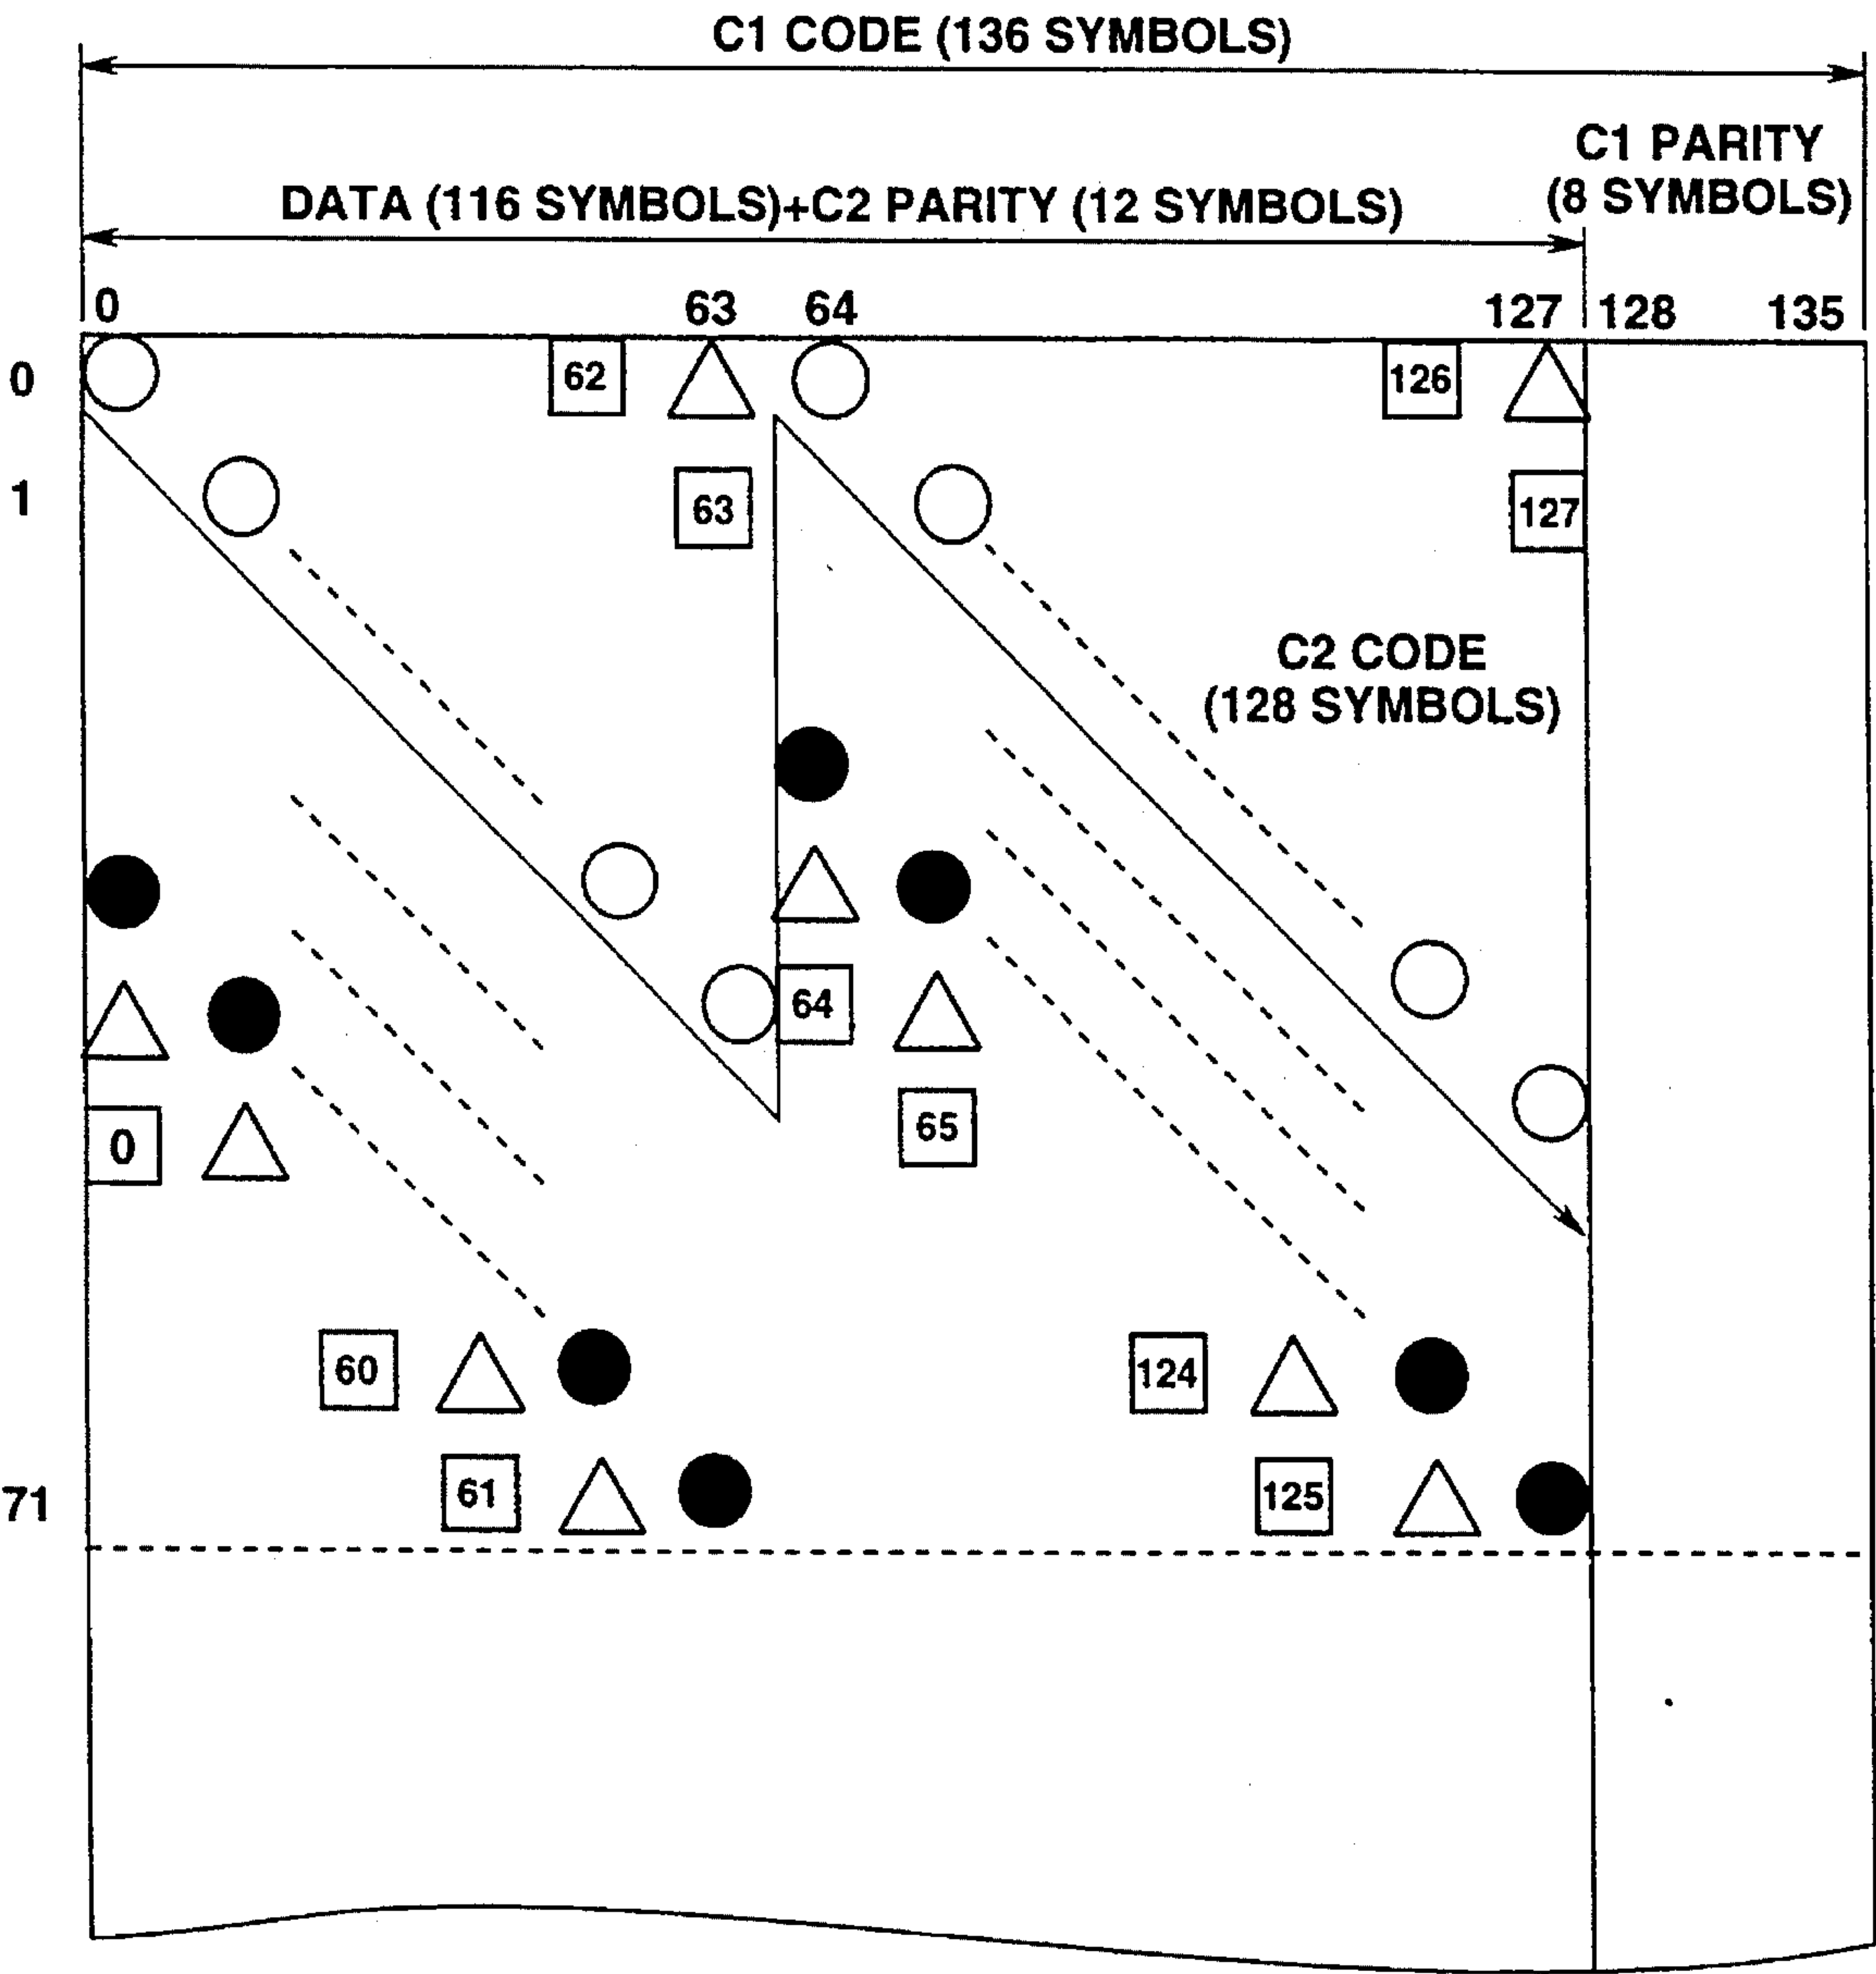 C1 CODE (136 SYMBOLS)
C1 PARITY
(8 SYMBOLS)
DATA (116 SYMBOLS)+C2 PARITY (12 SYMBOLS)
0 63 64 127 128 135
0 62 126
1 63 127
C2 CODE
(128 SYMBOLS)
64
0 65
60 124
71 61 125